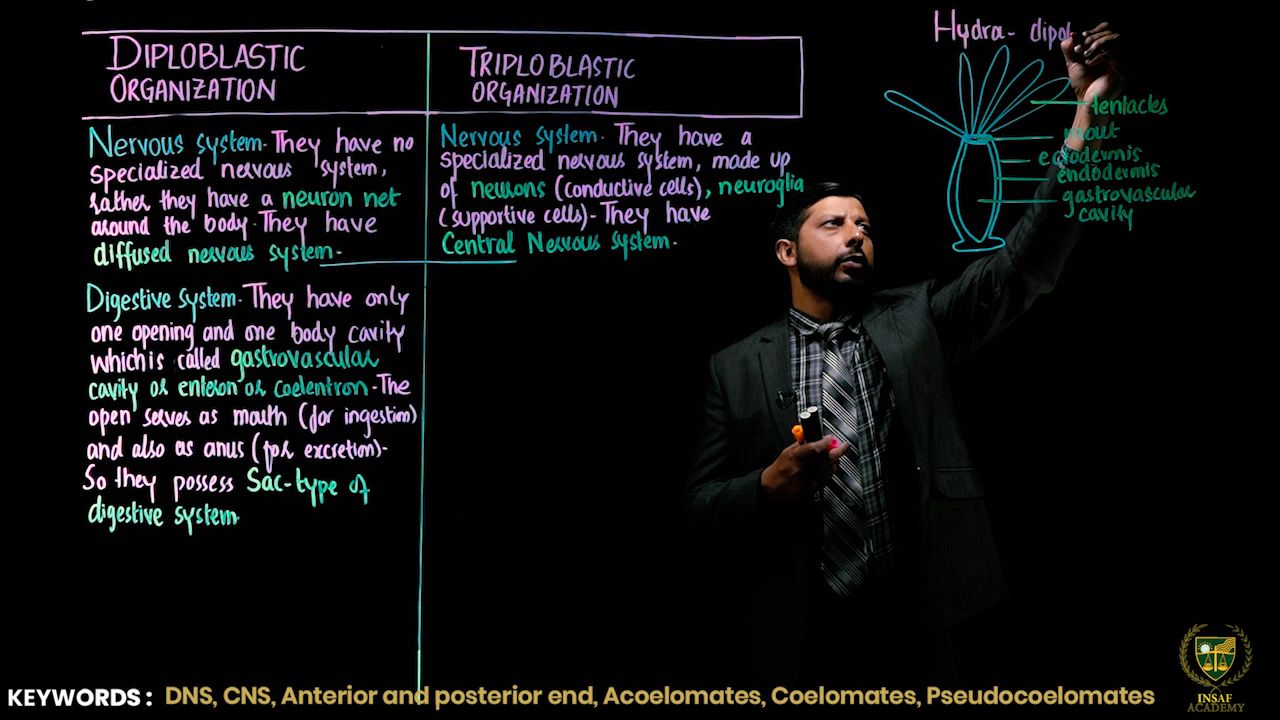 DIPLOBLASTIC
ORGANIZATION
TRIPLOBLASTIC
ORGANIZATION
Nervous system. They have no
specialized nervous system,
rather they have a neuron net
around the body. They have
diffused nervous system.
Digestive system. They have only
one opening and one body cavity
which is called gastrovascular
cavity or enteron or coelentron. The
open serves as mouth (for ingestion)
and also as anus (for excretion).
So they possess Sac-type of
digestive system
Nervous system. They have a
specialized nervous system, made up
of neurons (conductive cells), neuroglia
(supportive cells). They have
Central Nervous System.
Hydra- dipol
tentacles
mout
ectodermis
endodermis
gastrovascular
cavity
KEYWORDS : DNS, CNS, Anterior and posterior end, Acoelomates, Coelomates, Pseudocoelomates
INSAF
ACADEMY